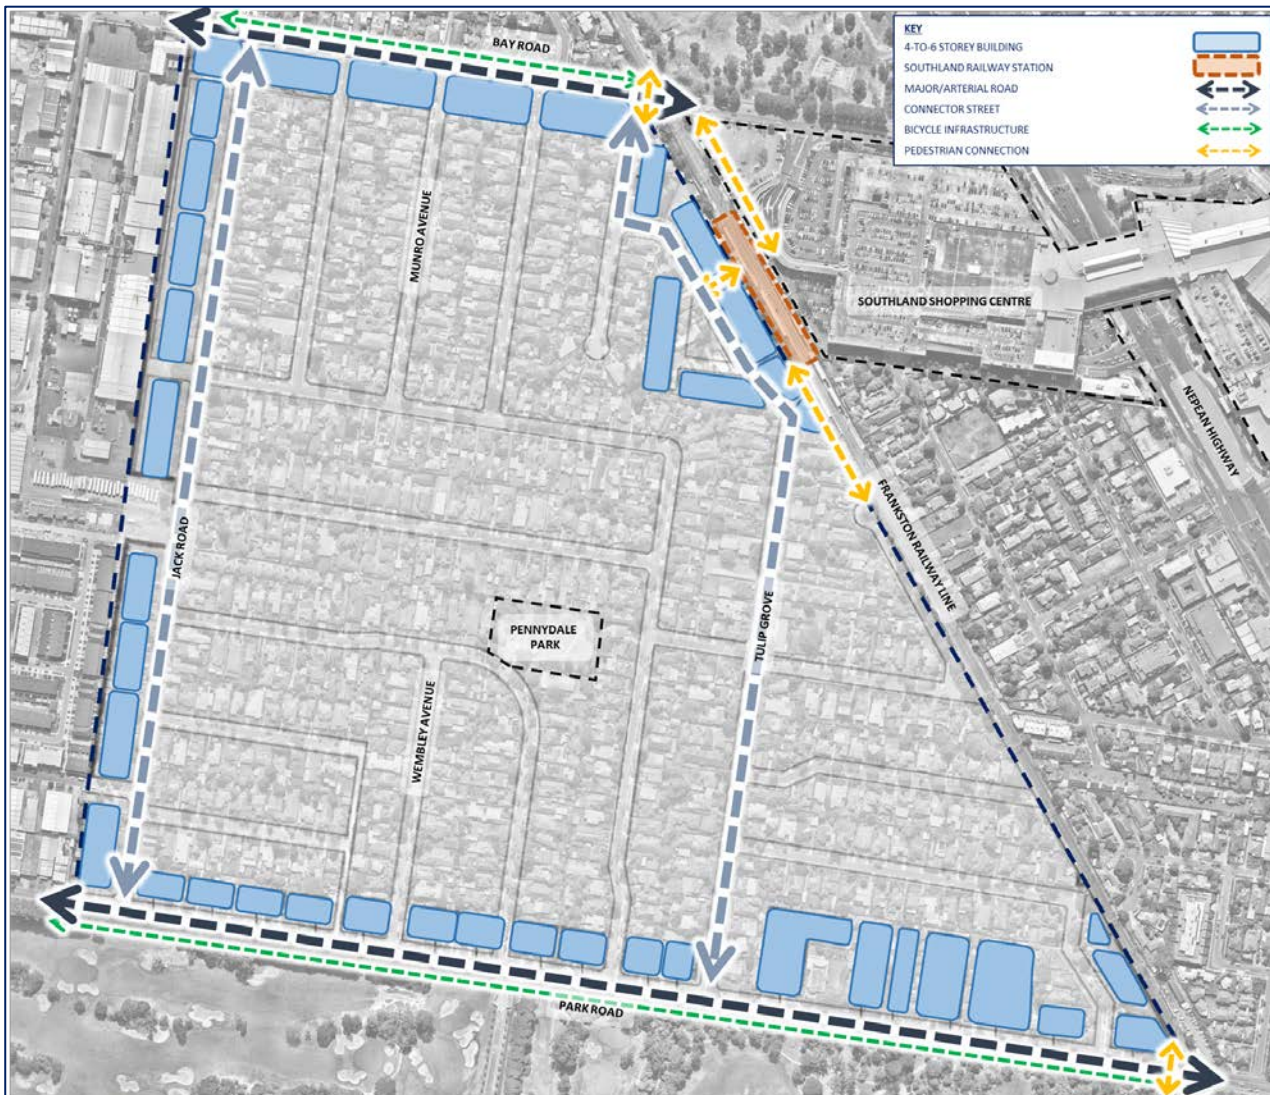 BAY ROAD
KEY
4-TO-6 STOREY BUILDING
SOUTHLAND RAILWAY STATION
MAJOR/ARTERIAL ROAD
CONNECTOR STREET
BICYCLE INFRASTRUCTURE
PEDESTRIAN CONNECTION
MUNRO AVENUE
SOUTHLAND SHOPPING CENTRE
NEPEAN HIGHWAY
JACK ROAD
FRANKSTON RAILWAY LINE
TULIP GROVE
PENNYDALE
PARK
WEMBLEY AVENUE
PARK ROAD